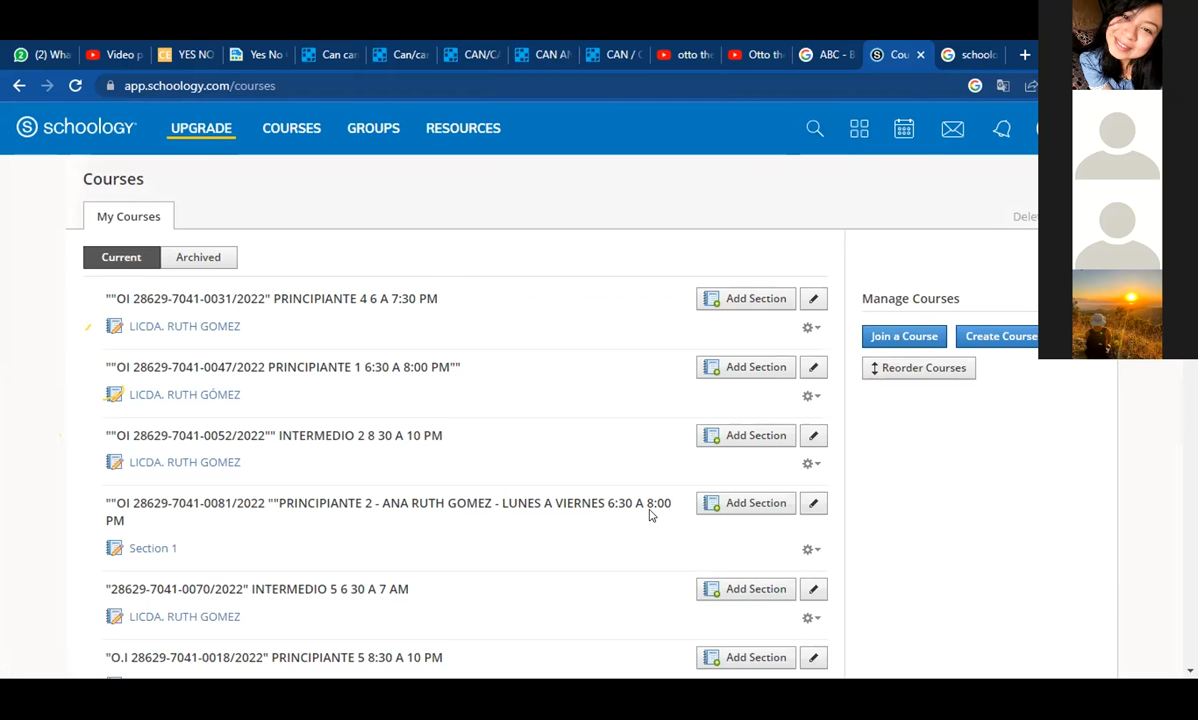 (2) Wha
Video p
YES NO
Yes No
Can can
Can/ca
CAN/CA
CAN AN
CAN / C
otto the
Otto the
ABC - B
Cou
schoolo
app.schoology.com/courses
S schoology
UPGRADE
COURSES
GROUPS
RESOURCES
Courses
My Courses
Dele
Current
Archived
""OI 28629-7041-0031/2022" PRINCIPIANTE 4 6 A 7:30 PM
Add Section
LICDA. RUTH GOMEZ
""OI 28629-7041-0047/2022 PRINCIPIANTE 1 6:30 A 8:00 PM""
Add Section
LICDA. RUTH GÓMEZ
""OI 28629-7041-0052/2022"" INTERMEDIO 2 8 30 A 10 PM
Add Section
LICDA. RUTH GOMEZ
""OI 28629-7041-0081/2022 ""PRINCIPIANTE 2 - ANA RUTH GOMEZ - LUNES A VIERNES 6:30 A 8:00
PM
Add Section
Section 1
"28629-7041-0070/2022" INTERMEDIO 5 6 30 A 7 AM
Add Section
LICDA. RUTH GOMEZ
"O.I 28629-7041-0018/2022" PRINCIPIANTE 5 8:30 A 10 PM
Add Section
Manage Courses
Join a Course
Create Course
Reorder Courses